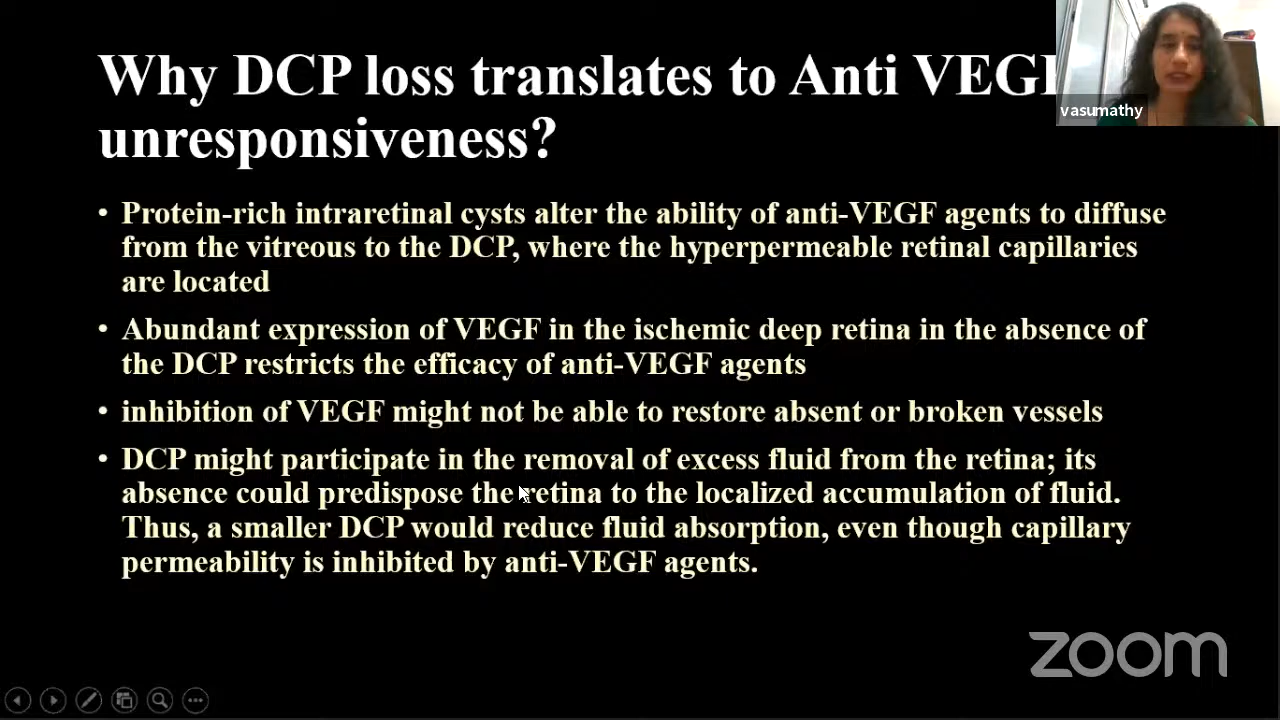 Why DCP loss translates to Anti VEGF
unresponsiveness?
vasumathy
• Protein-rich intraretinal cysts alter the ability of anti-VEGF agents to diffuse
from the vitreous to the DCP, where the hyperpermeable retinal capillaries
are located
• Abundant expression of VEGF in the ischemic deep retina in the absence of
the DCP restricts the efficacy of anti-VEGF agents
• inhibition of VEGF might not be able to restore absent or broken vessels
• DCP might participate in the removal of excess fluid from the retina; its
absence could predispose the retina to the localized accumulation of fluid.
Thus, a smaller DCP would reduce fluid absorption, even though capillary
permeability is inhibited by anti-VEGF agents.
zoom